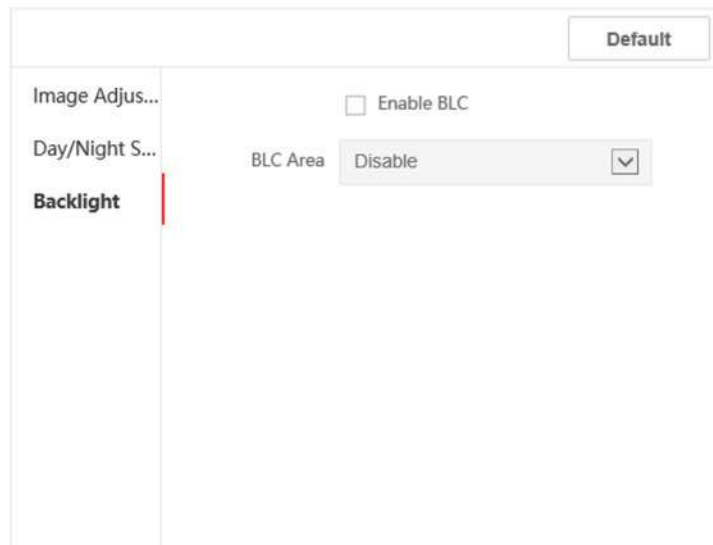 Default
Image Adjus...
Enable BLC
Day/Night S...
BLC Area
Disable
Backlight